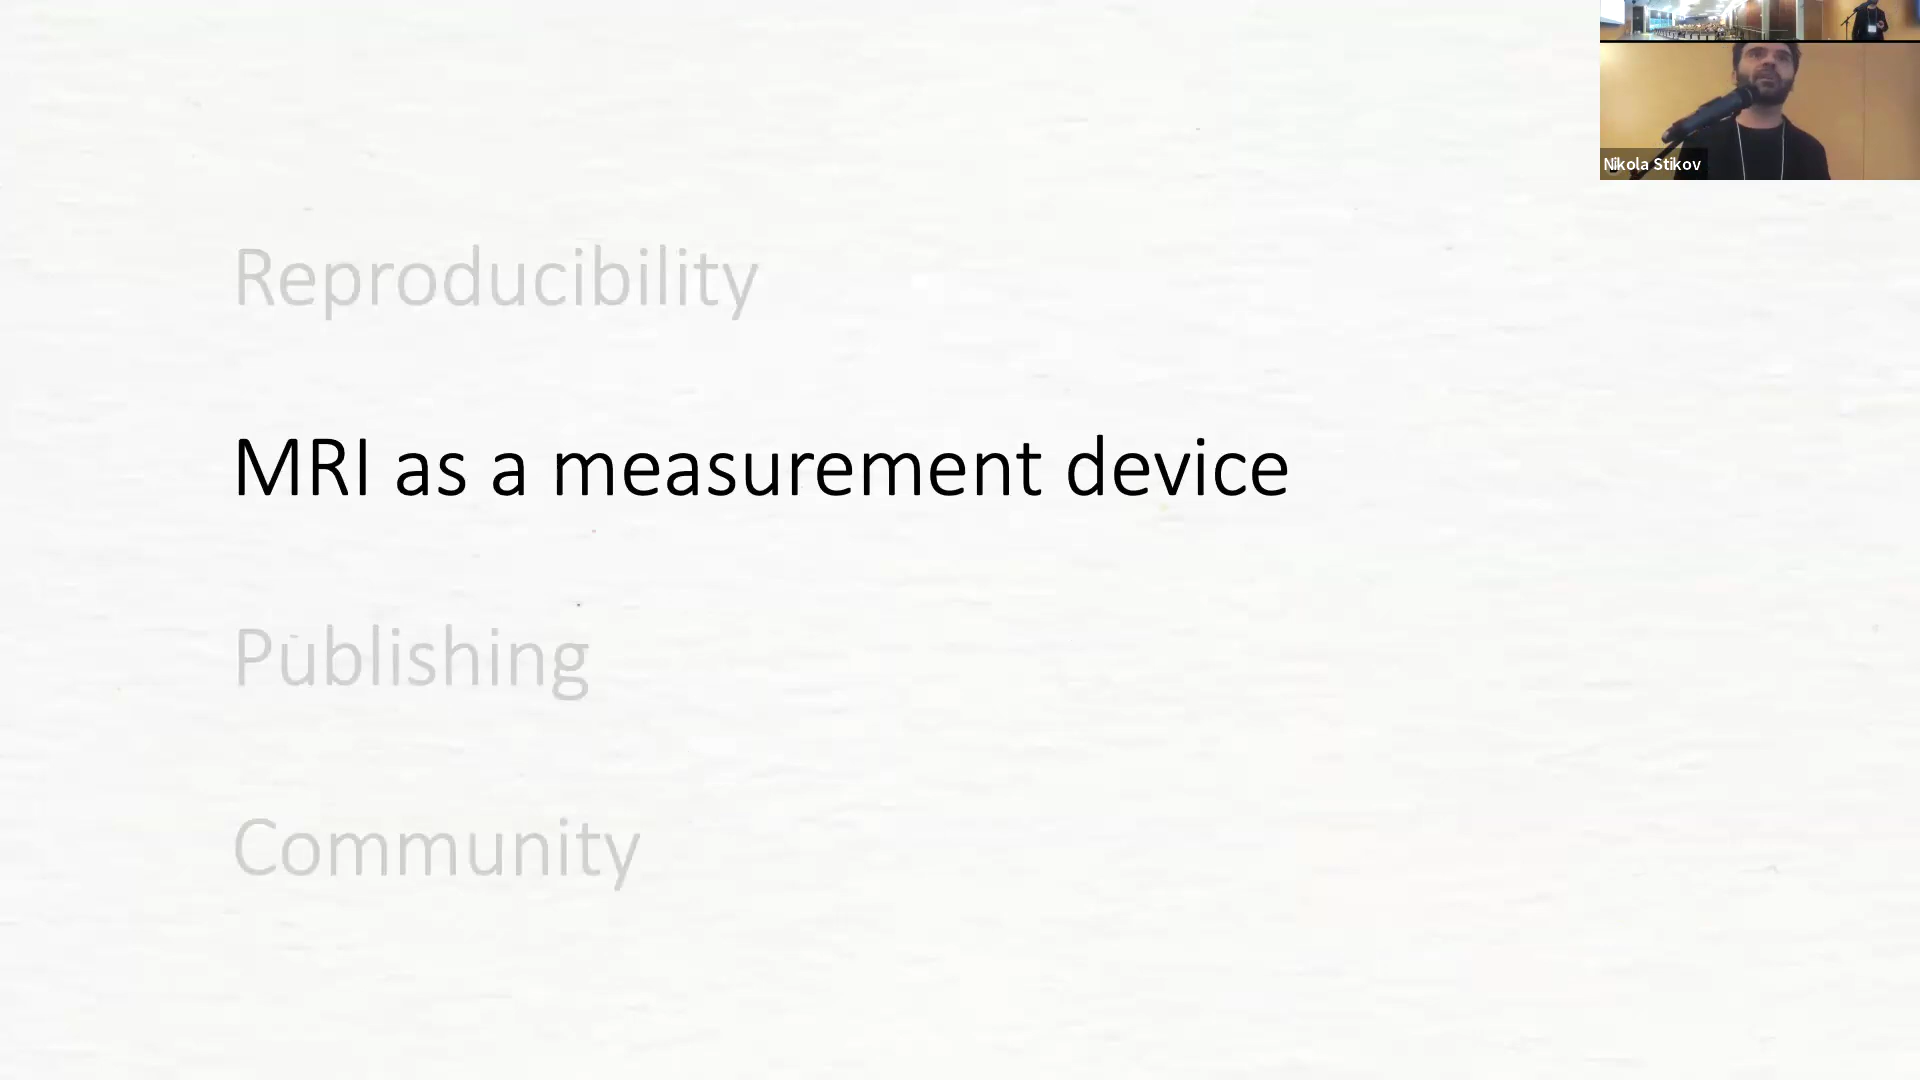 Nikola Stikov
Reproducibility
MRI as a measurement device
Publishing
Community